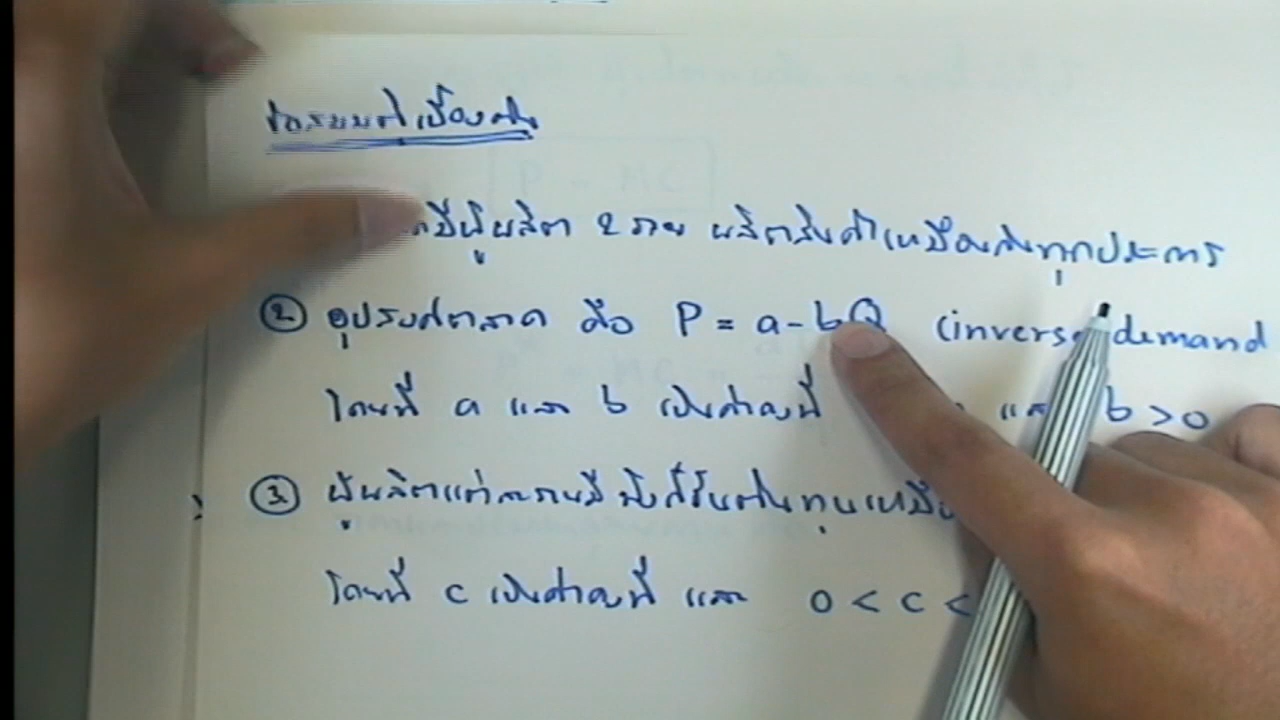 ข้อสมมติเบื้องต้น
มีผู้ผลิต 2 ราย ผลิตสินค้าเหมือนกันทุกประการ
② อุปสงค์ตลาด คือ P = a - bQ (inverse demand
โดยที่ a และ b เป็นค่าคงที่ และ b > 0
③ ผู้ผลิตแต่ละรายมี ฟังก์ชันต้นทุนเหมือ
โดยที่ c เป็นค่าคงที่ และ 0 < c <